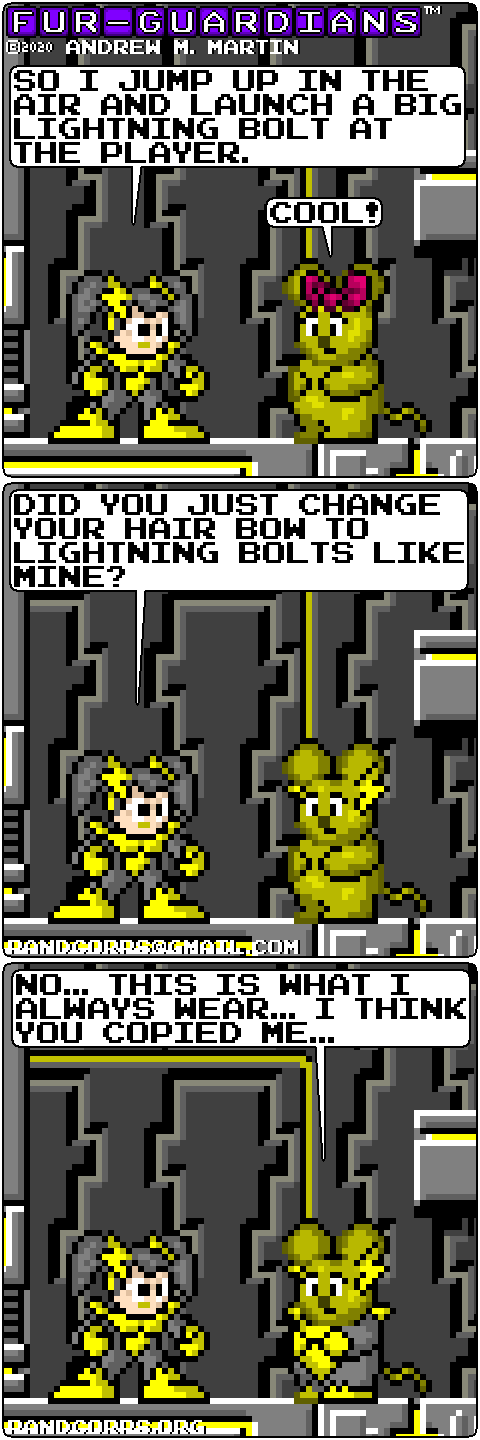 FUR-GUARDIANS™
©2020 ANDREW M. MARTIN
SO I JUMP UP IN THE
AIR AND LAUNCH A BIG
LIGHTNING BOLT AT
THE PLAYER.
COOL!
DID YOU JUST CHANGE
YOUR HAIR BOW TO
LIGHTNING BOLTS LIKE
MINE?
RANDCORPS@GMAIL.COM
NO... THIS IS WHAT I
ALWAYS WEAR... I THINK
YOU COPIED ME...
RANDCORPS.ORG